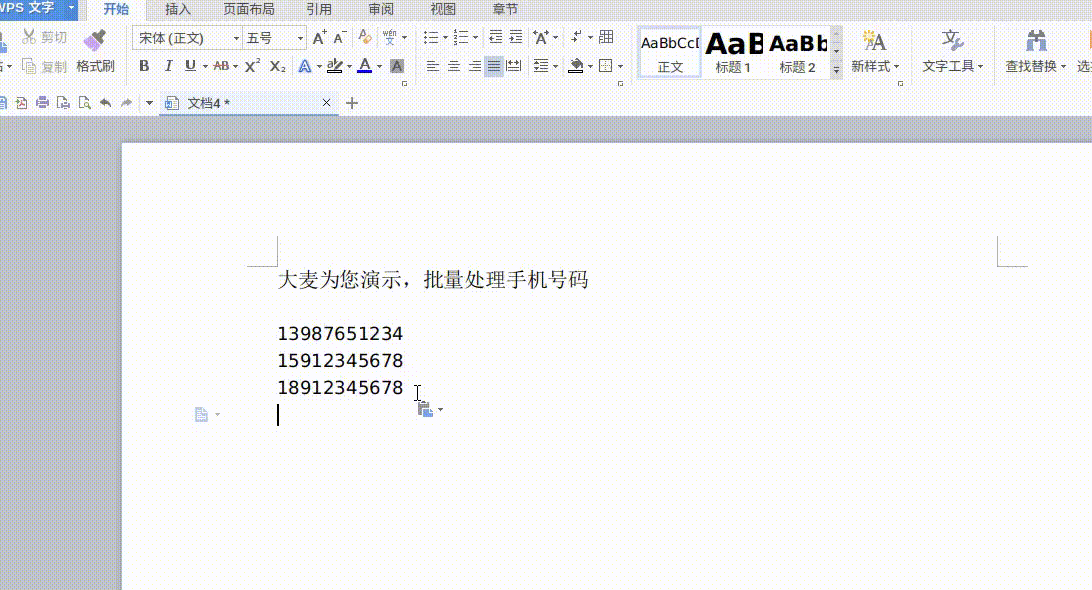 WPS 文字 开始 插入 页面布局 引用 审阅 视图 章节
剪切 宋体 (正文) 五号 A+ A- wén 文 AaBbCcD AaB AaBb
复制 格式刷 B I U AB X² X₂ A A A 正文 标题 1 标题 2 新样式 文字工具 查找替换 选
文档4 *
大麦为您演示，批量处理手机号码
13987651234
15912345678
18912345678